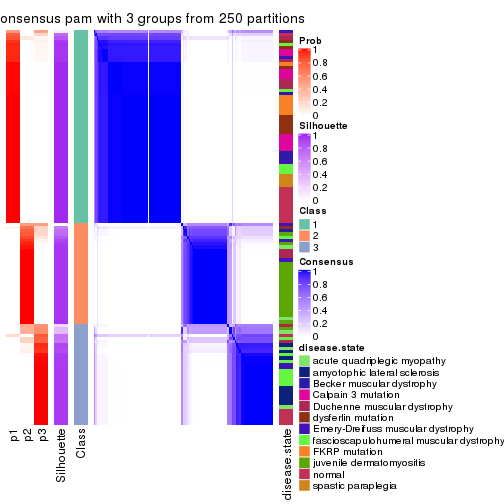 onsensus pam with 3 groups from 250 partitions
Prob
1
0.8
0.6
0.4
0.2
0
Silhouette
1
0.8
0.6
0.4
0.2
0
Class
1
2
3
Consensus
1
0.8
0.6
0.4
0.2
0
disease.state
acute quadriplegic myopathy
amyotophic lateral sclerosis
Becker muscular dystrophy
Calpain 3 mutation
Duchenne muscular dystrophy
dysferlin mutation
Emery-Dreifuss muscular dystrophy
fascioscapulohumeral muscular dystrophy
FKRP mutation
juvenile dermatomyositis
normal
spastic paraplegia
p1
p2
p3
Silhouette
Class
disease.state